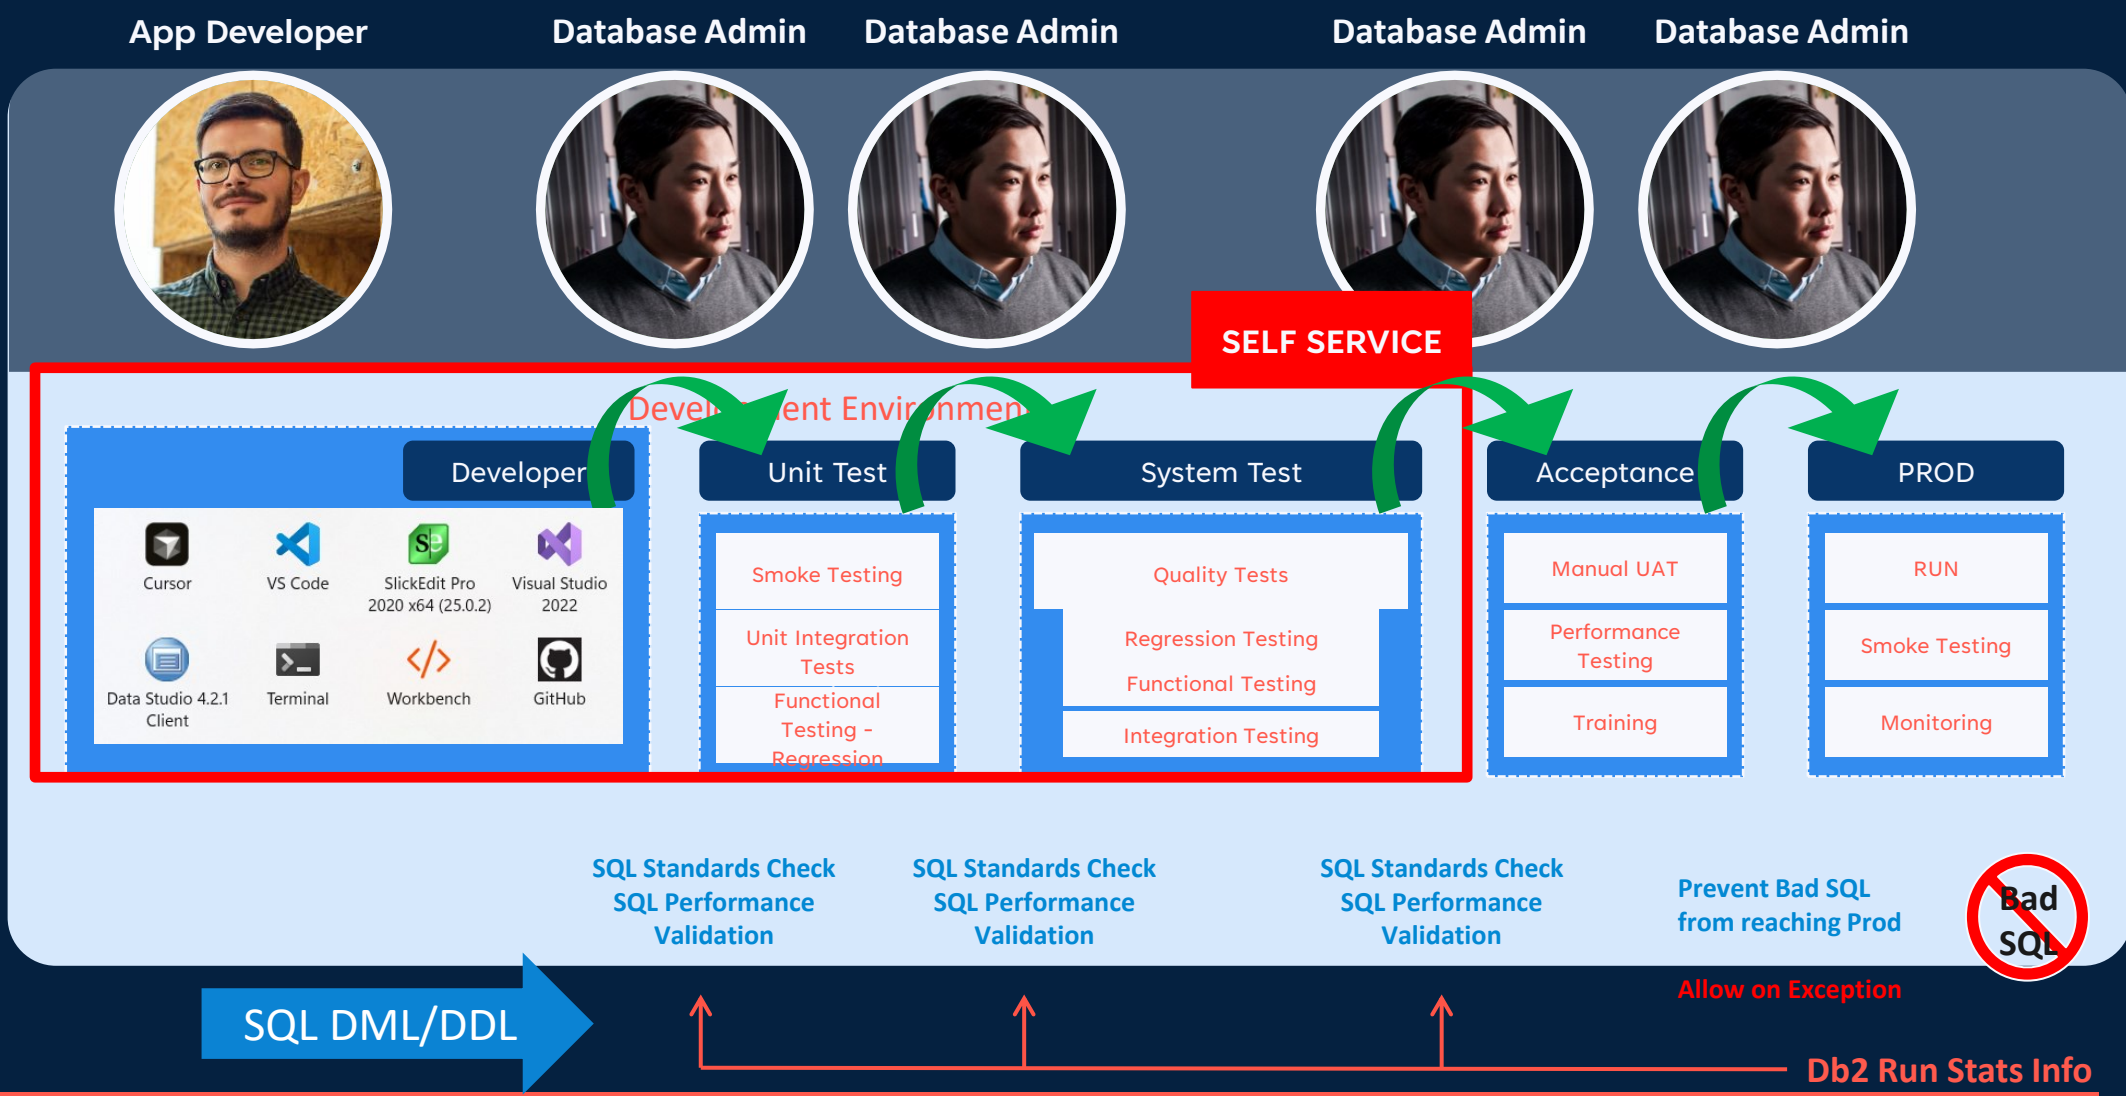 App Developer
Database Admin
Database Admin
Database Admin
Database Admin
SELF SERVICE
Development Environment
Developer
Cursor
VS Code
SlickEdit Pro
2020 x64 (25.0.2)
Visual Studio
2022
Data Studio 4.2.1
Client
Terminal
Workbench
GitHub
Unit Test
Smoke Testing
Unit Integration
Tests
Functional
Testing -
Regression
System Test
Quality Tests
Regression Testing
Functional Testing
Integration Testing
Acceptance
Manual UAT
Performance
Testing
Training
PROD
RUN
Smoke Testing
Monitoring
SQL Standards Check
SQL Performance
Validation
SQL Standards Check
SQL Performance
Validation
SQL Standards Check
SQL Performance
Validation
Prevent Bad SQL
from reaching Prod
Allow on Exception
Bad
SQL
SQL DML/DDL
Db2 Run Stats Info